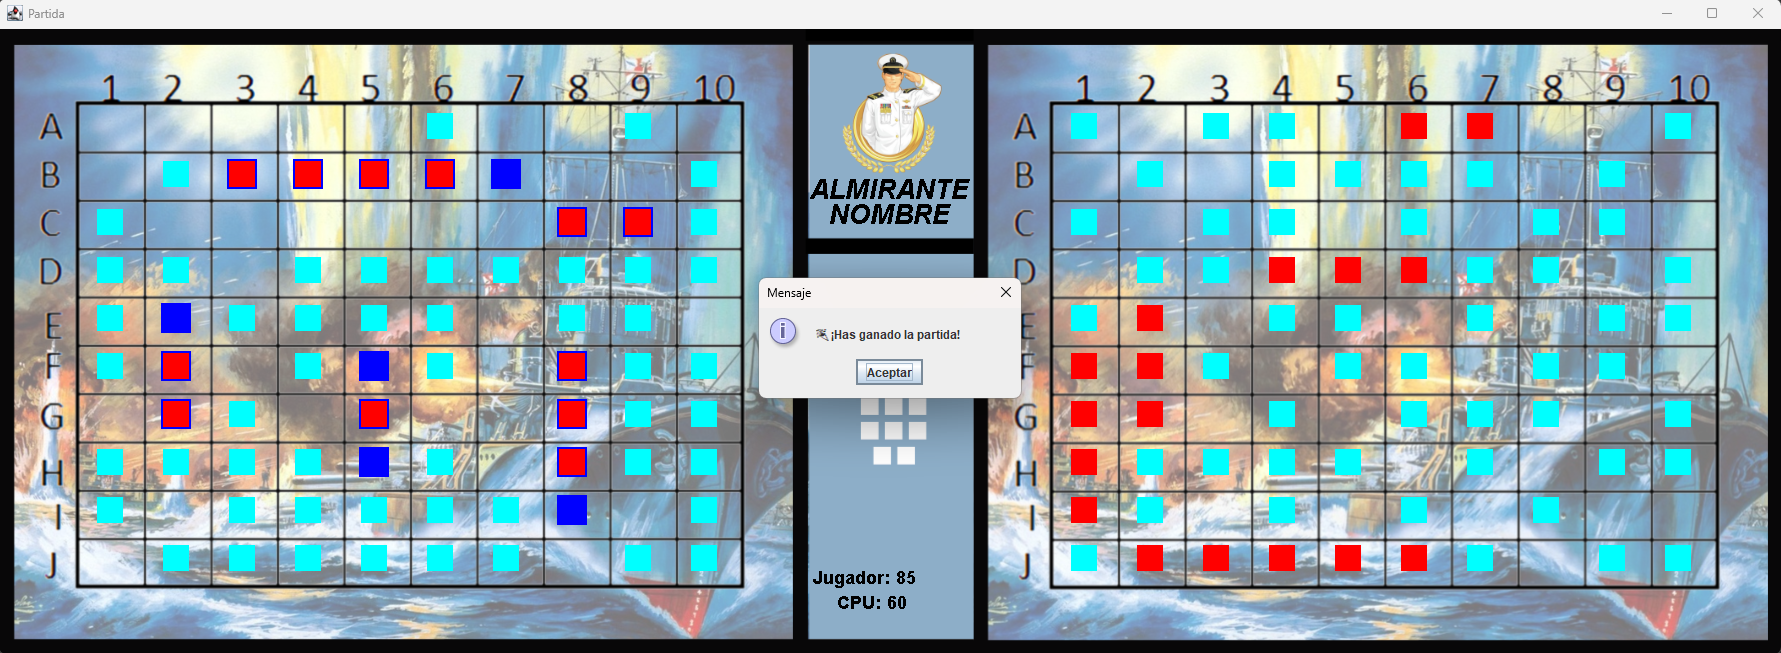 Partida
1 2 3 4 5 6 7 8 9 10
A
B
C
D
E
F
G
H
I
J
ALMIRANTE
NOMBRE
Mensaje
¡Has ganado la partida!
Aceptar
Jugador: 85
CPU: 60
1 2 3 4 5 6 7 8 9 10
A
B
C
D
E
F
G
H
I
J